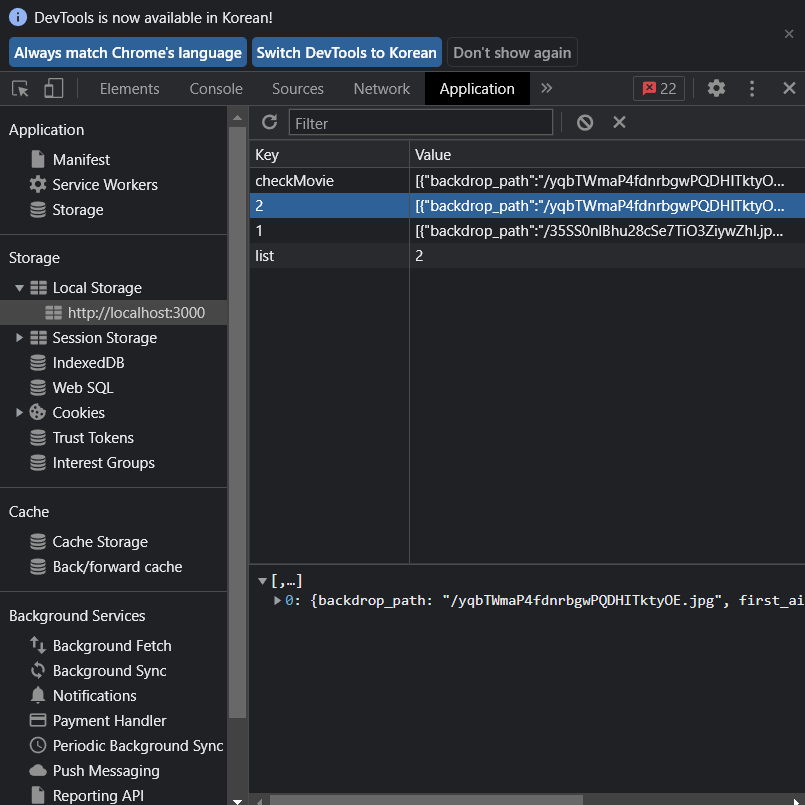 DevTools is now available in Korean!
Always match Chrome's language Switch DevTools to Korean Don't show again
Elements Console Sources Network Application 22
Application
Manifest
Service Workers
Storage
Storage
Local Storage
http://localhost:3000
Session Storage
IndexedDB
Web SQL
Cookies
Trust Tokens
Interest Groups
Cache
Cache Storage
Back/forward cache
Background Services
Background Fetch
Background Sync
Notifications
Payment Handler
Periodic Background Sync
Push Messaging
Reporting API
Filter
Key Value
checkMovie [{"backdrop_path":"/yqbTWmaP4fdnrbgwPQDHITktyO...
2 [{"backdrop_path":"/yqbTWmaP4fdnrbgwPQDHITktyO...
1 [{"backdrop_path":"/35SS0nlBhu28cSe7TiO3ZiywZhl.jp...
list 2
[,…]
0: {backdrop_path: "/yqbTWmaP4fdnrbgwPQDHITktyOE.jpg", first_ai